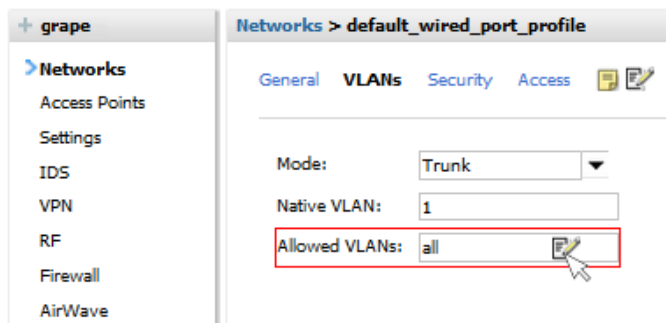 grape
Networks
Access Points
Settings
IDS
VPN
RF
Firewall
AirWave
Networks > default_wired_port_profile
General VLANs Security Access
Mode: Trunk
Native VLAN: 1
Allowed VLANs: all